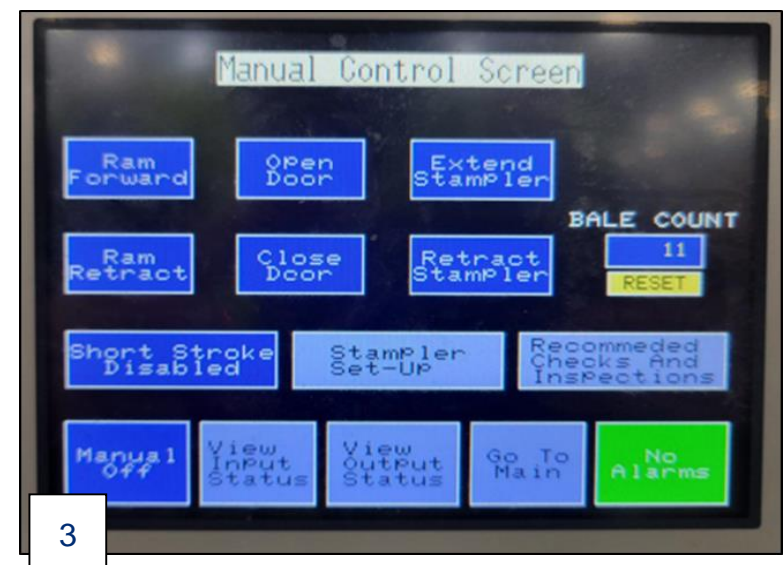 Manual Control Screen
Ram
Forward
Open
Door
Extend
Stampler
BALE COUNT
11
RESET
Ram
Retract
Close
Door
Retract
Stampler
Short Stroke
Disabled
Stampler
Set-Up
Recommeded
Checks And
Inspections
Manual
Off
View
Input
Status
View
Output
Status
Go To
Main
No
Alarms
3